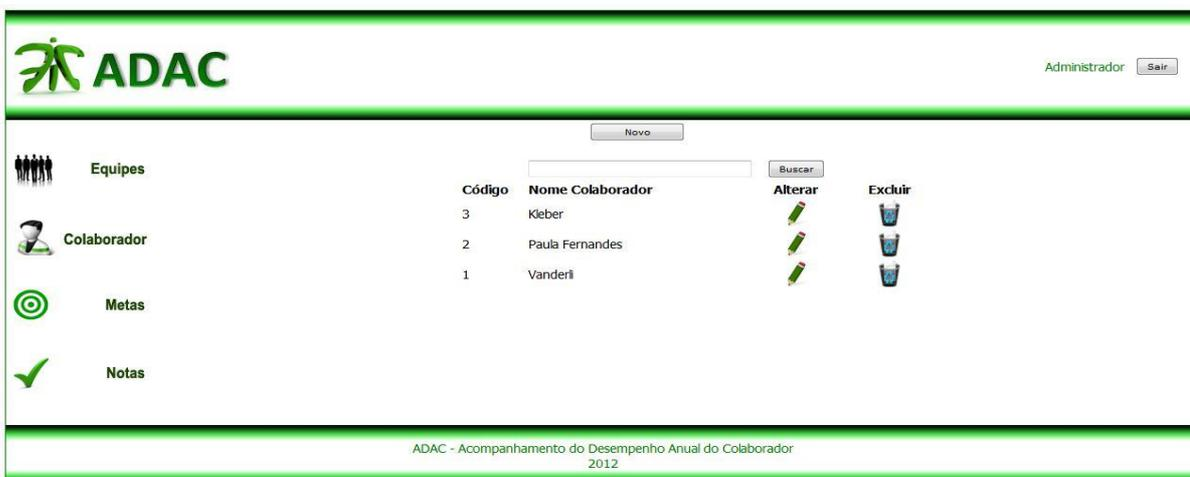 ADAC
Administrador Sair
Novo
Equipes
Buscar
Código Nome Colaborador Alterar Excluir
3 Kleber
Colaborador
2 Paula Fernandes
1 Vanderli
Metas
Notas
ADAC - Acompanhamento do Desempenho Anual do Colaborador
2012